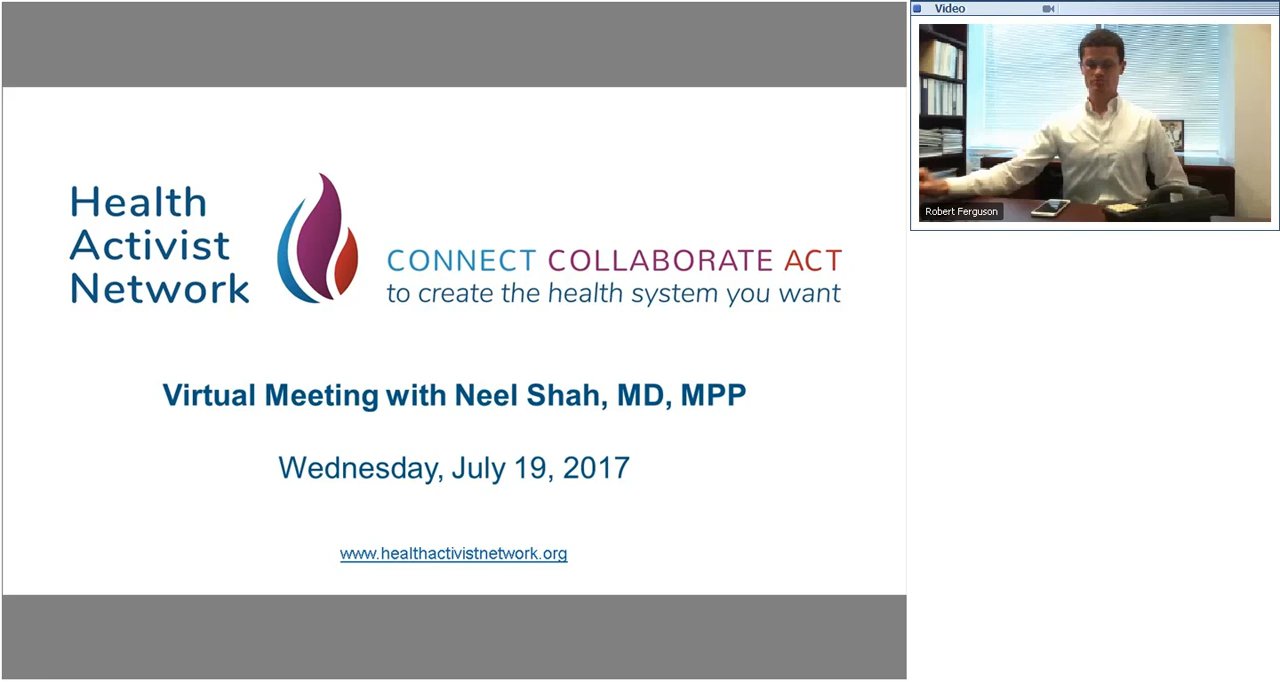 Health
Activist
Network
CONNECT COLLABORATE ACT
to create the health system you want
Virtual Meeting with Neel Shah, MD, MPP
Wednesday, July 19, 2017
www.healthactivistnetwork.org
Video
Robert Ferguson